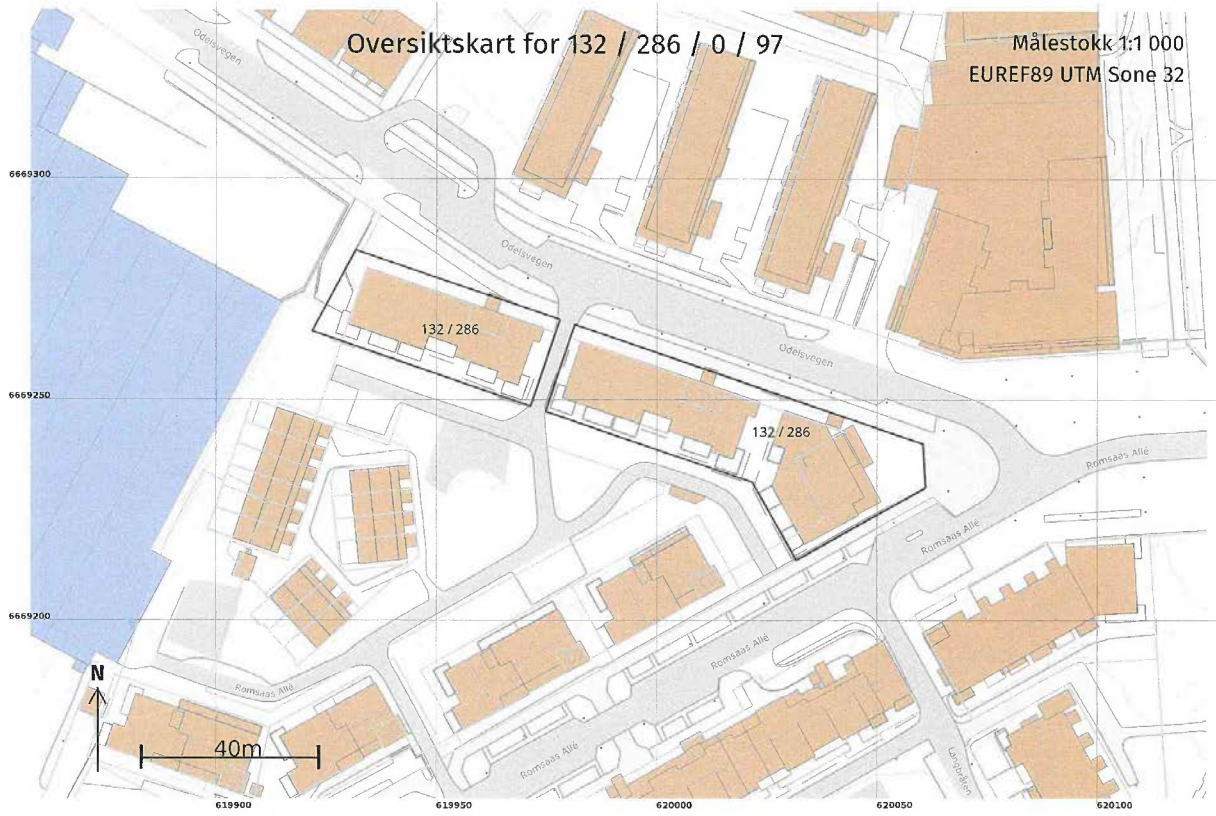 Oversiktskart for 132 / 286 / 0 / 97
Målestokk 1:1 000
EUREF89 UTM Sone 32
Odelsvegen
6669300
Odelsvegen
132 / 286
Odelsvegen
6669250
132 / 286
Romsaas Allé
Romsaas Allé
6669200
Romsaas Allé
N
Romsaas Allé
40m
Romsaas Allé
Langbråten
619900
619950
620000
620050
620100